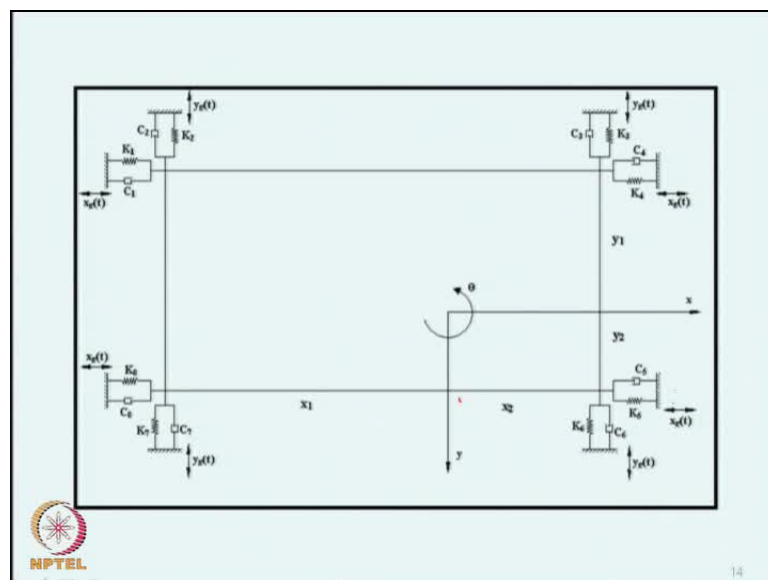 yg(t)
yg(t)
C2
K2
C3
K3
K1
C1
C4
K4
xg(t)
xg(t)
y1
θ
x
y2
xg(t)
K8
C8
C5
K5
x1
x2
xg(t)
K7
C7
K6
C6
yg(t)
y
yg(t)
NPTEL
14